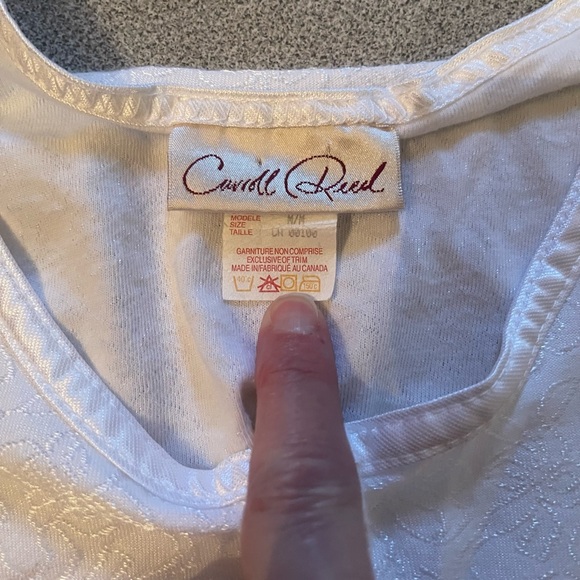 Carroll Reed
MODELE M/M
SIZE
TAILLE
GARNITURE NON COMPRISE
EXCLUSIVE OF TRIM
MADE IN/FABRIQUÉ AU CANADA